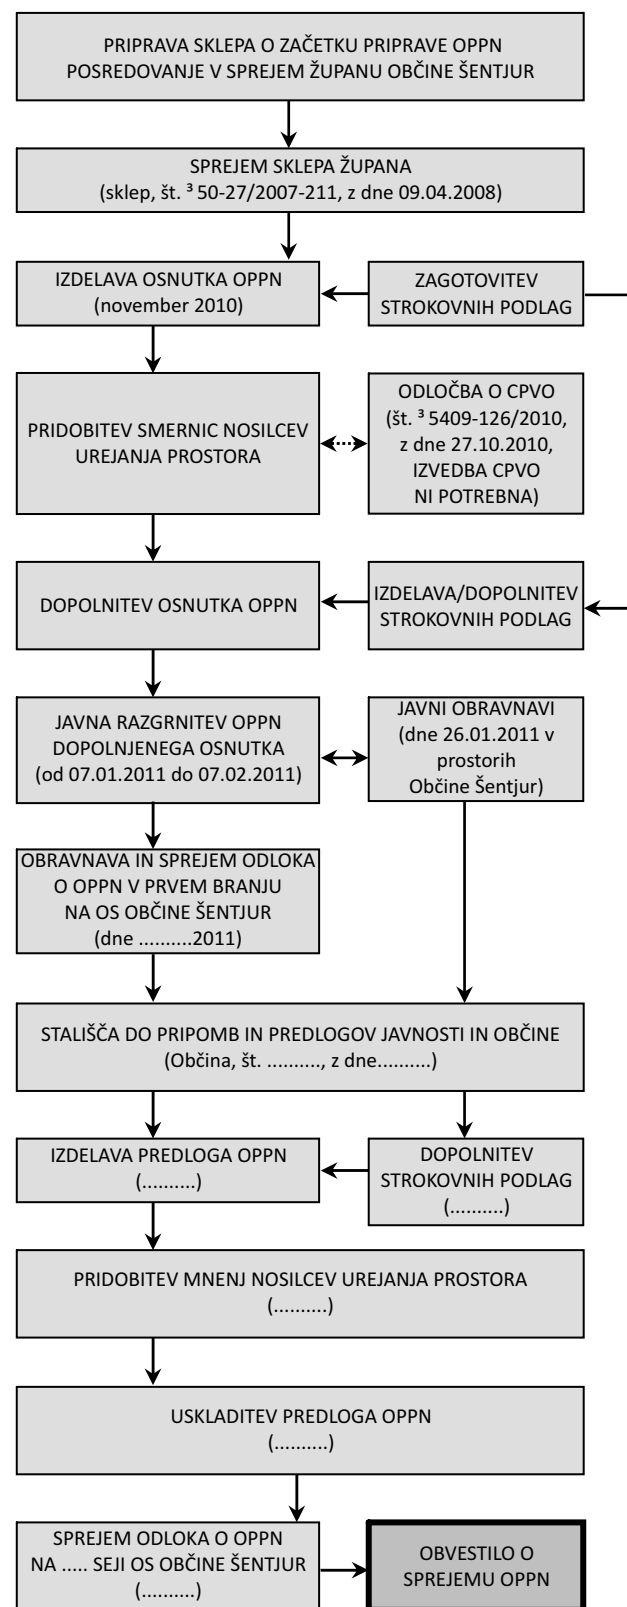 PRIPRAVA SKLEPA O ZAČETKU PRIPRAVE OPPN
POSREDOVANJE V SPREJEM ŽUPANU OBČINE ŠENTJUR
SPREJEM SKLEPA ŽUPANA
(sklep, št. ³ 50-27/2007-211, z dne 09.04.2008)
IZDELAVA OSNUTKA OPPN
(november 2010)
ZAGOTOVITEV
STROKOVNIH PODLAG
PRIDOBITEV SMERNIC NOSILCEV
UREJANJA PROSTORA
ODLOČBA O CPVO
(št. ³ 5409-126/2010,
z dne 27.10.2010,
IZVEDBA CPVO
NI POTREBNA)
DOPOLNITEV OSNUTKA OPPN
IZDELAVA/DOPOLNITEV
STROKOVNIH PODLAG
JAVNA RAZGRNITEV OPPN
DOPOLNJENEGA OSNUTKA
(od 07.01.2011 do 07.02.2011)
JAVNI OBRAVNAVI
(dne 26.01.2011 v
prostorih
Občine Šentjur)
OBRAVNAVA IN SPREJEM ODLOKA
O OPPN V PRVEM BRANJU
NA OS OBČINE ŠENTJUR
(dne ..........2011)
STALIŠČA DO PRIPOMB IN PREDLOGOV JAVNOSTI IN OBČINE
(Občina, št. .........., z dne..........)
IZDELAVA PREDLOGA OPPN
(..........)
DOPOLNITEV
STROKOVNIH PODLAG
(..........)
PRIDOBITEV MNENJ NOSILCEV UREJANJA PROSTORA
(..........)
USKLADITEV PREDLOGA OPPN
(..........)
SPREJEM ODLOKA O OPPN
NA ..... SEJI OS OBČINE ŠENTJUR
(..........)
OBVESTILO O
SPREJEMU OPPN